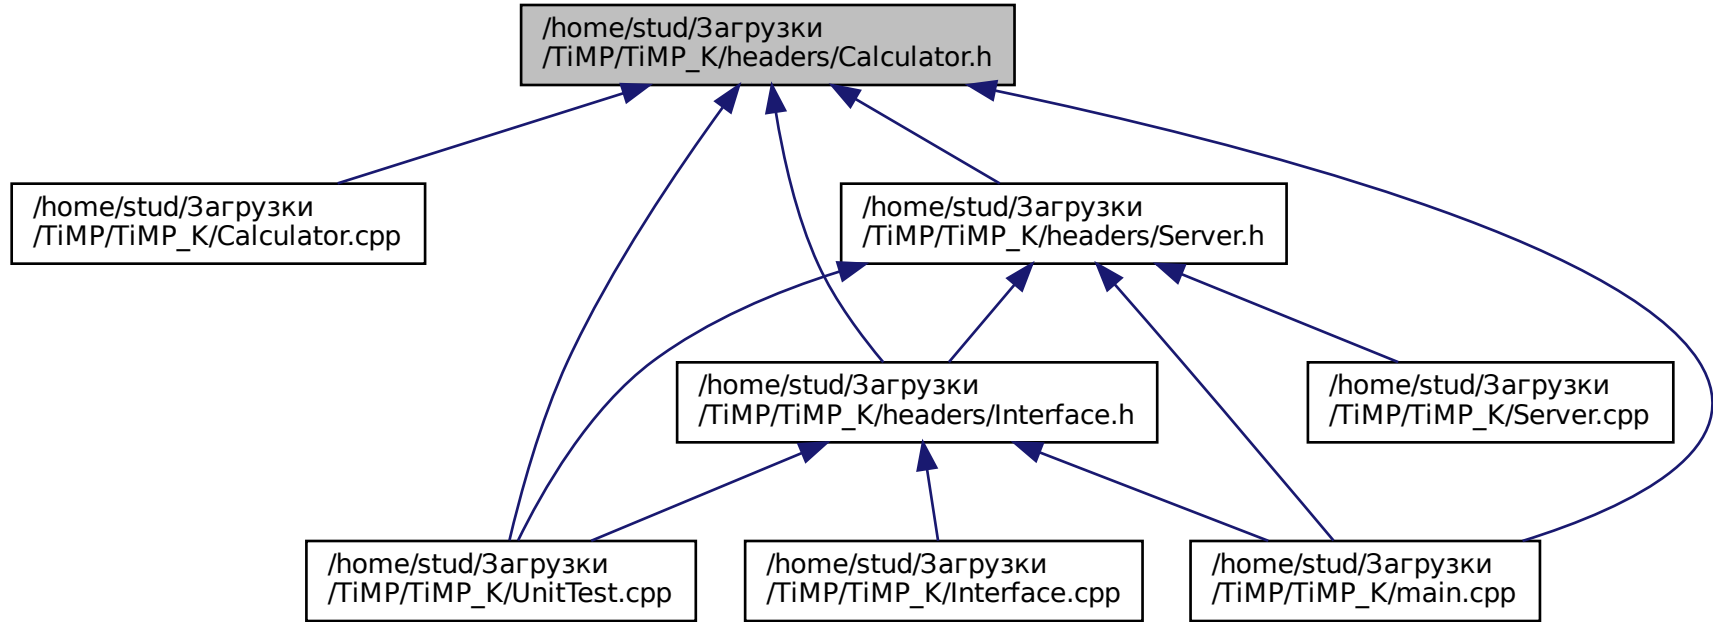 /home/stud/Загрузки
/TiMP/TiMP_K/headers/Calculator.h
/home/stud/Загрузки
/TiMP/TiMP_K/Calculator.cpp
/home/stud/Загрузки
/TiMP/TiMP_K/headers/Server.h
/home/stud/Загрузки
/TiMP/TiMP_K/headers/Interface.h
/home/stud/Загрузки
/TiMP/TiMP_K/Server.cpp
/home/stud/Загрузки
/TiMP/TiMP_K/UnitTest.cpp
/home/stud/Загрузки
/TiMP/TiMP_K/Interface.cpp
/home/stud/Загрузки
/TiMP/TiMP_K/main.cpp